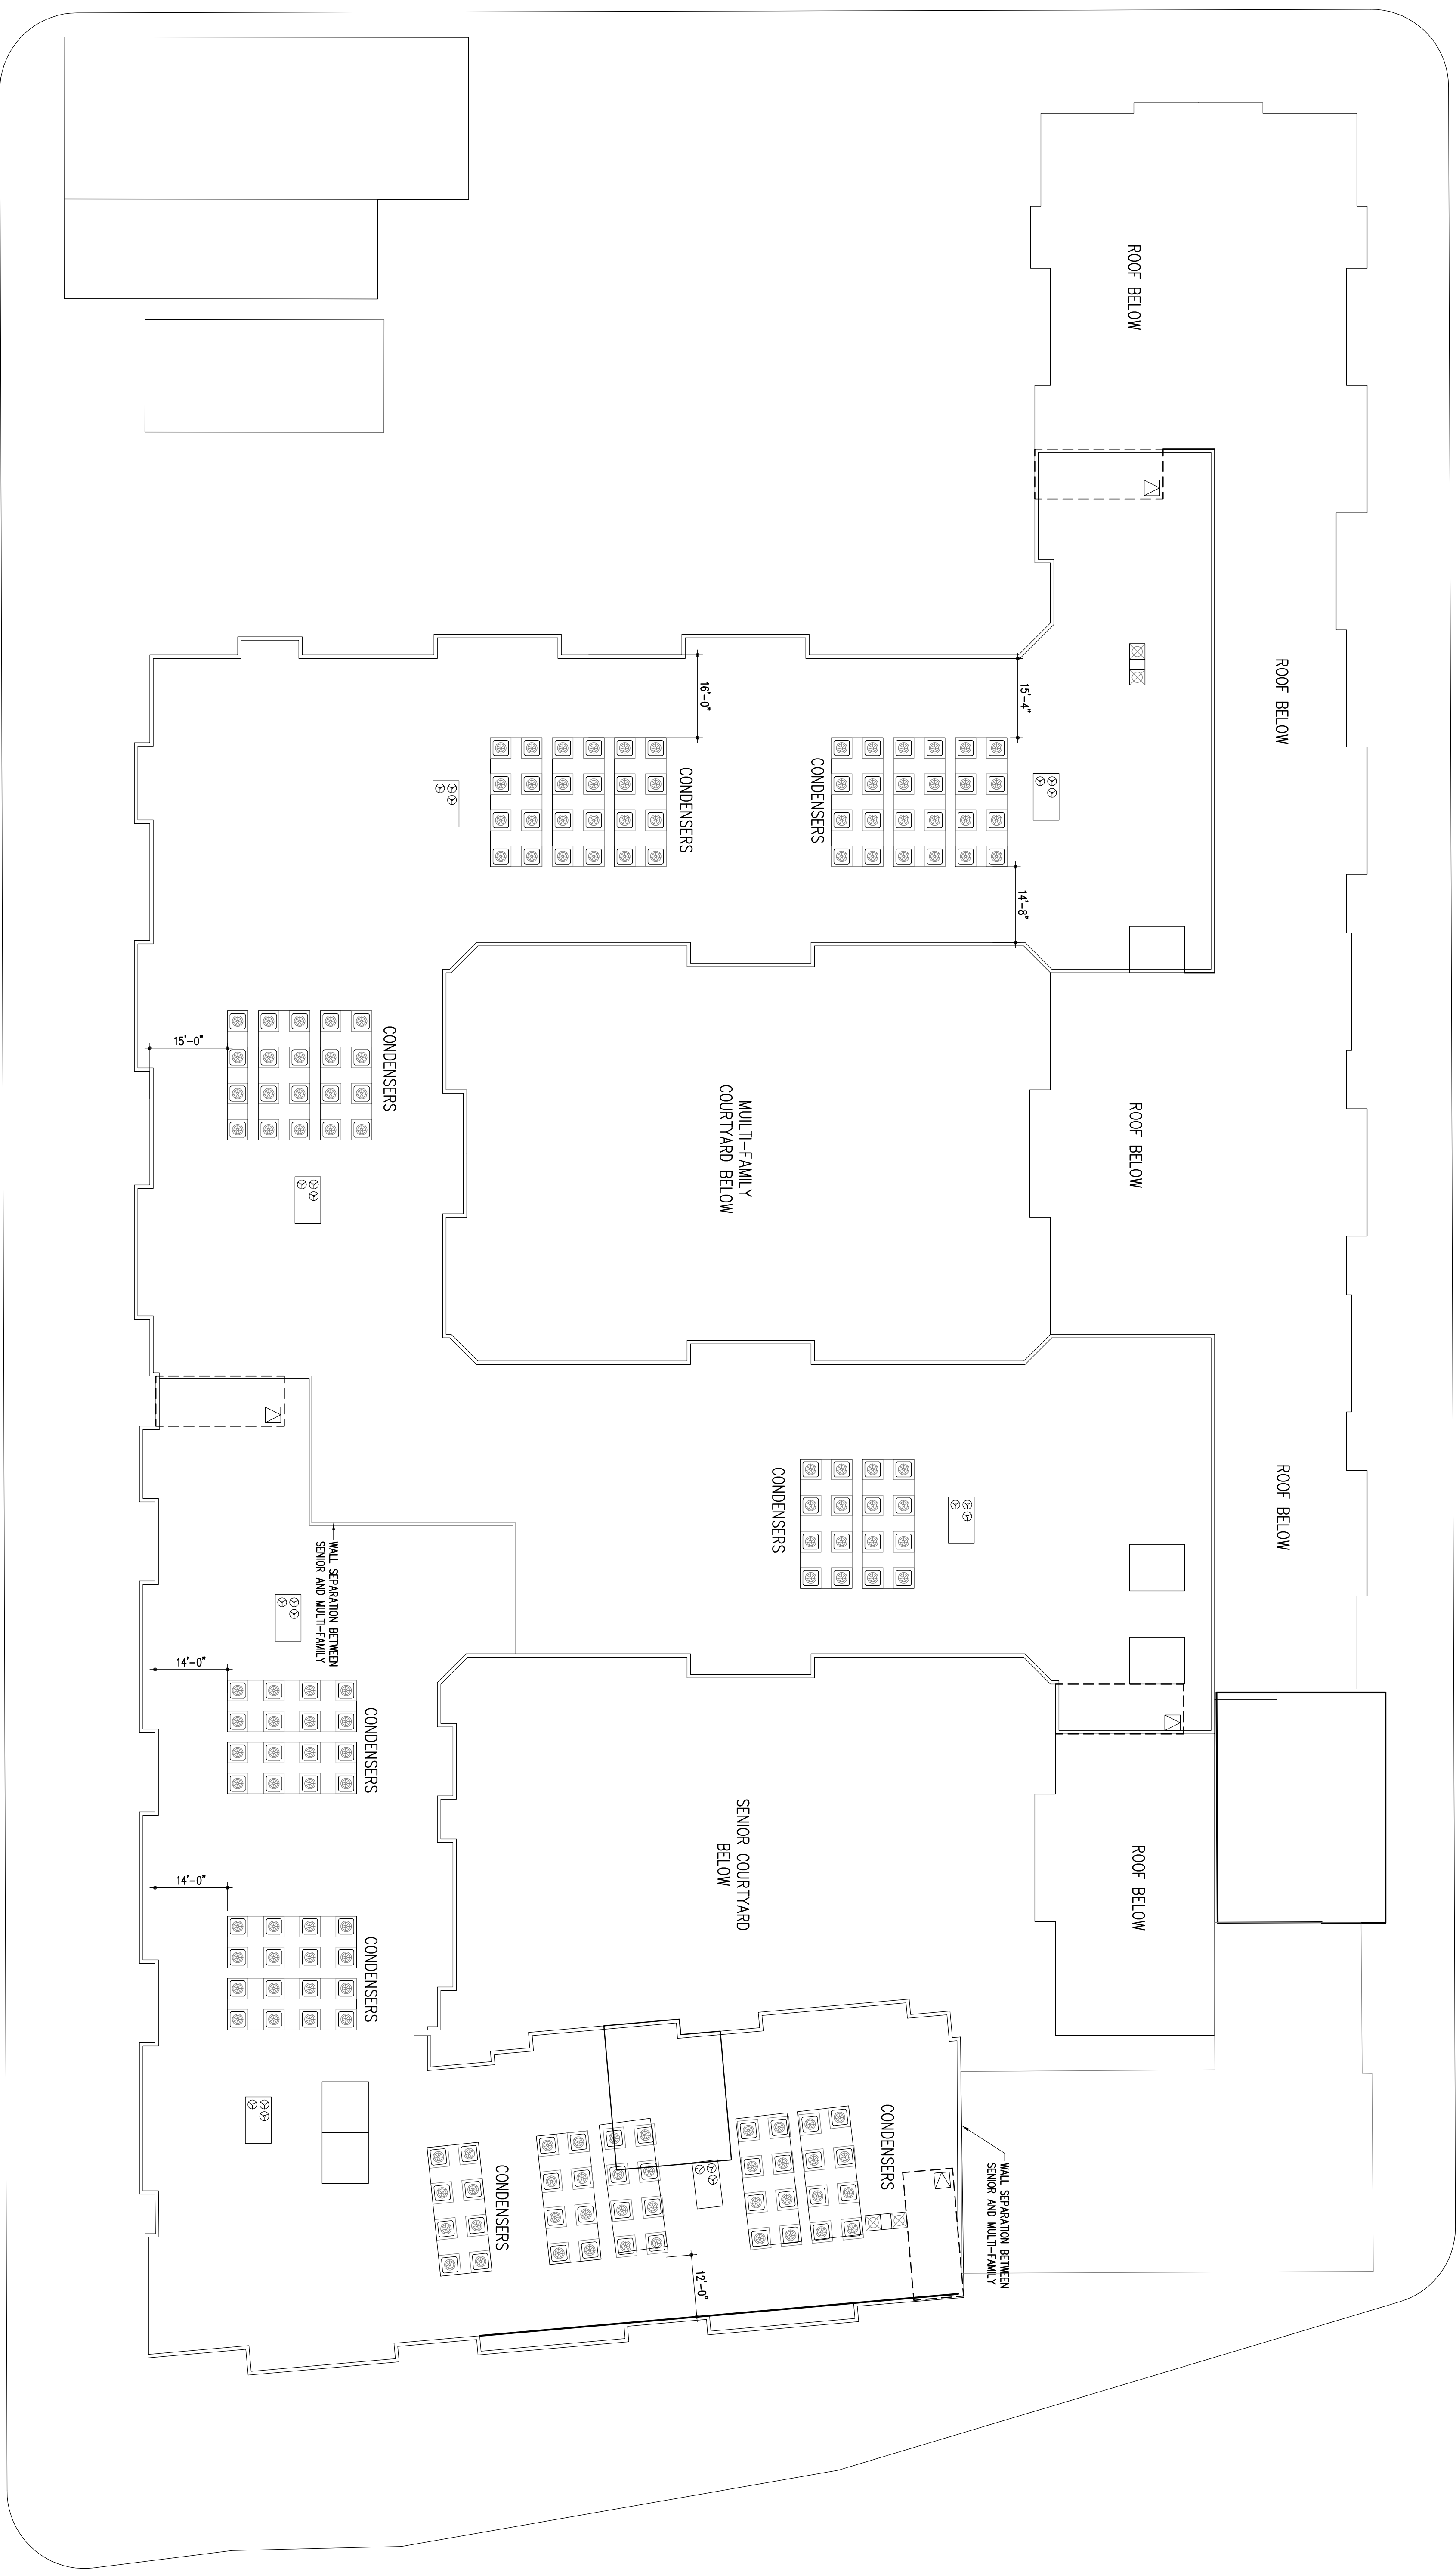 ROOF BELOW
ROOF BELOW
15'-4"
16'-0"
CONDENSERS
CONDENSERS
14'-8"
CONDENSERS
15'-0"
MUILTI-FAMILY
COURTYARD BELOW
ROOF BELOW
ROOF BELOW
CONDENSERS
WALL SEPARATION BETWEEN
SENIOR AND MULTI-FAMILY
14'-0"
CONDENSERS
SENIOR COURTYARD
BELOW
ROOF BELOW
14'-0"
CONDENSERS
CONDENSERS
CONDENSERS
WALL SEPARATION BETWEEN
SENIOR AND MULTI-FAMILY
12'-0"